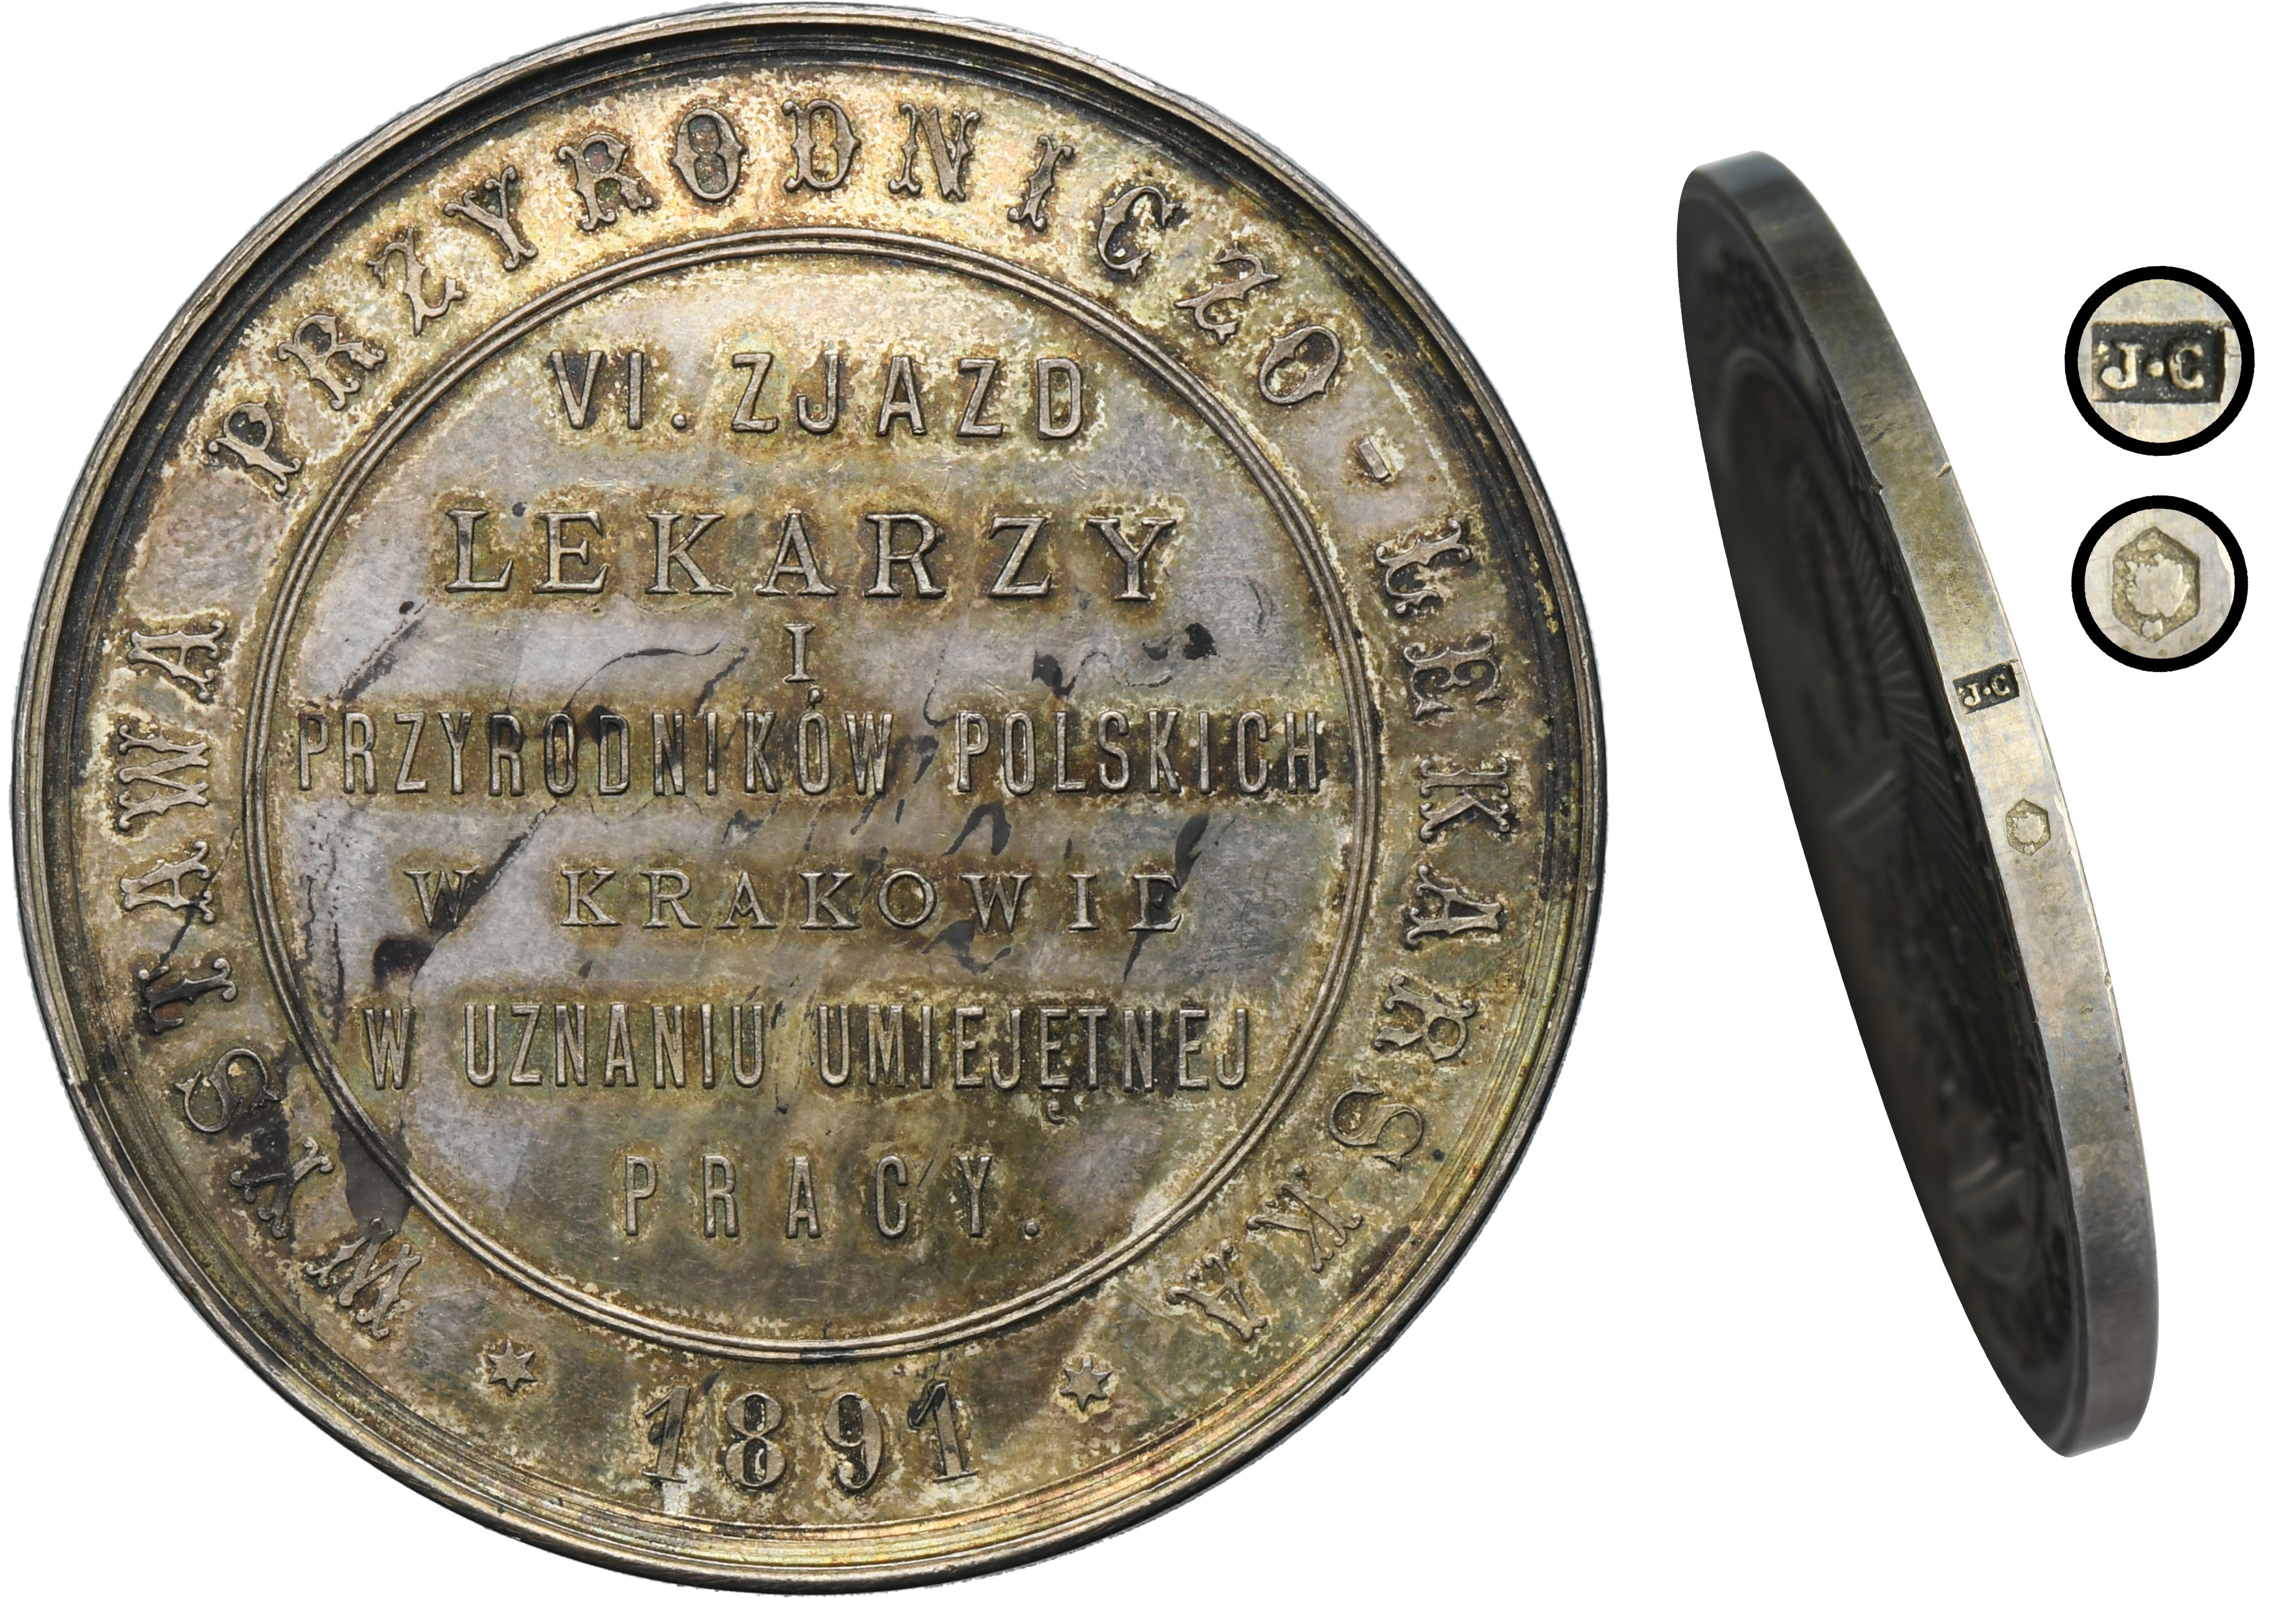 WYSTAWA PRZYRODNICZO-LEKARSKA
VI. ZJAZD
LEKARZY
I
PRZYRODNIKÓW POLSKICH
W KRAKOWIE
W UZNANIU UMIEJĘTNEJ
PRACY.
1891
J·C
J·C